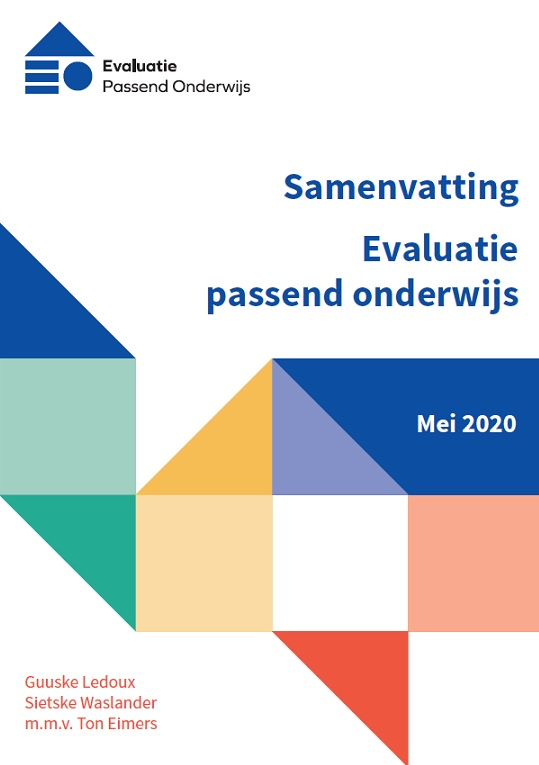 Evaluatie
Passend Onderwijs
Samenvatting
Evaluatie
passend onderwijs
Mei 2020
Guuske Ledoux
Sietske Waslander
m.m.v. Ton Eimers